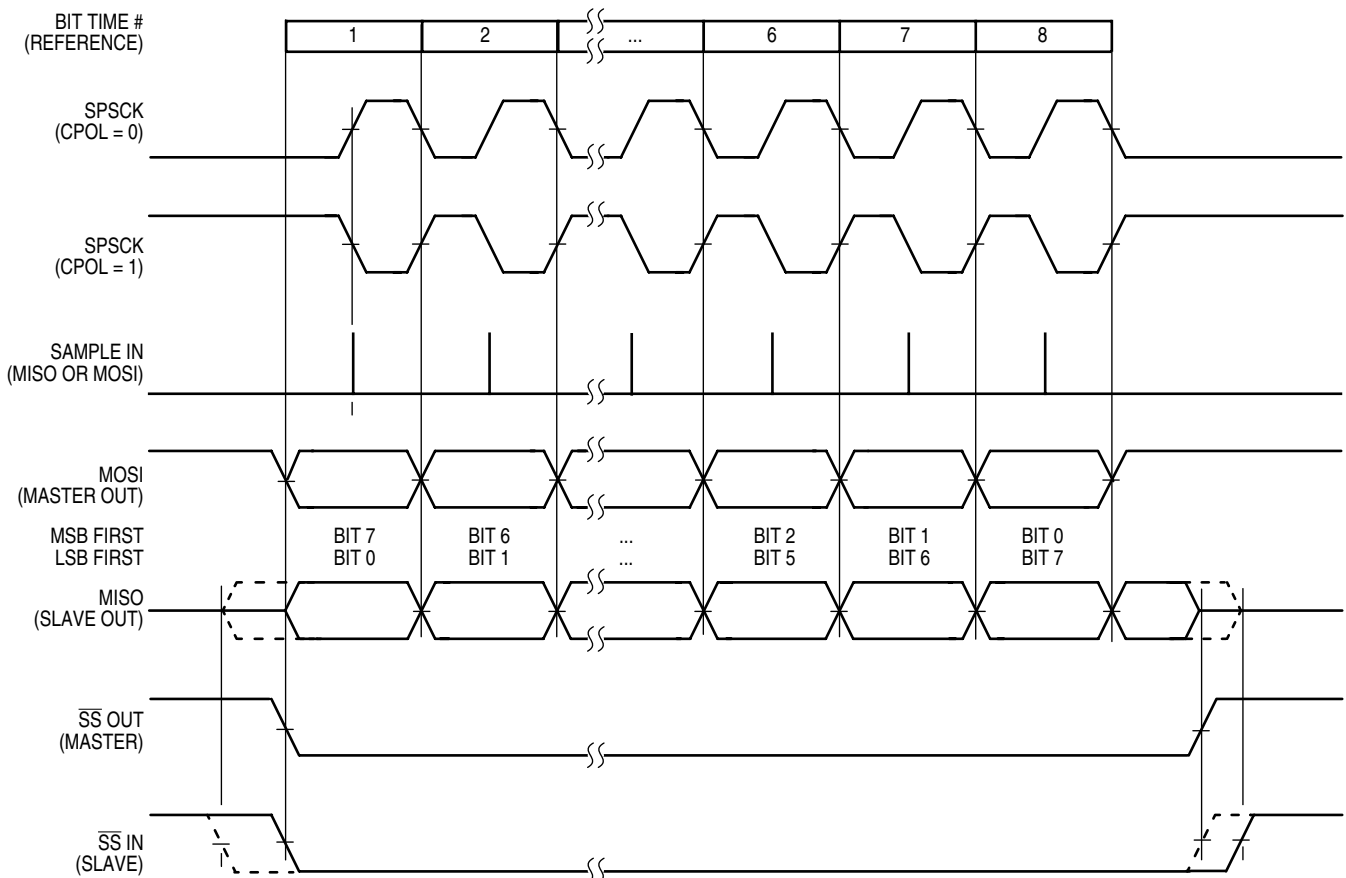 BIT TIME #
(REFERENCE)
1 2 ... 6 7 8
SPSCK
(CPOL = 0)
SPSCK
(CPOL = 1)
SAMPLE IN
(MISO OR MOSI)
MOSI
(MASTER OUT)
MSB FIRST BIT 7 BIT 6 ... BIT 2 BIT 1 BIT 0
LSB FIRST BIT 0 BIT 1 ... BIT 5 BIT 6 BIT 7
MISO
(SLAVE OUT)
S̅S̅ OUT
(MASTER)
S̅S̅ IN
(SLAVE)